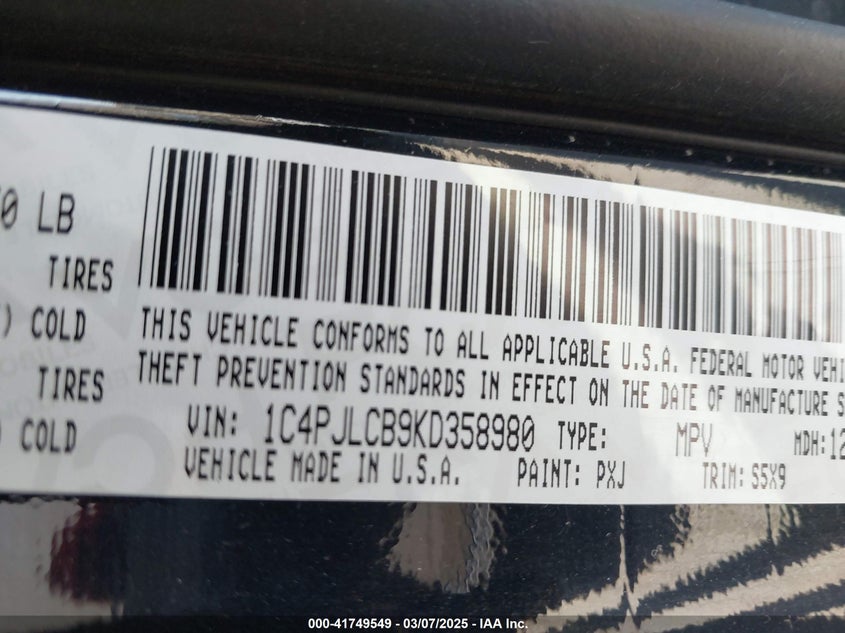 0 LB
TIRES
) COLD
TIRES
) COLD
THIS VEHICLE CONFORMS TO ALL APPLICABLE U.S.A. FEDERAL MOTOR VEHI
THEFT PREVENTION STANDARDS IN EFFECT ON THE DATE OF MANUFACTURE S
VIN: 1C4PJLCB9KD358980 TYPE: MPV MDH:12
VEHICLE MADE IN U.S.A. PAINT: PXJ TRIM: S5X9
000-41749549 — 03/07/2025 — IAA Inc.